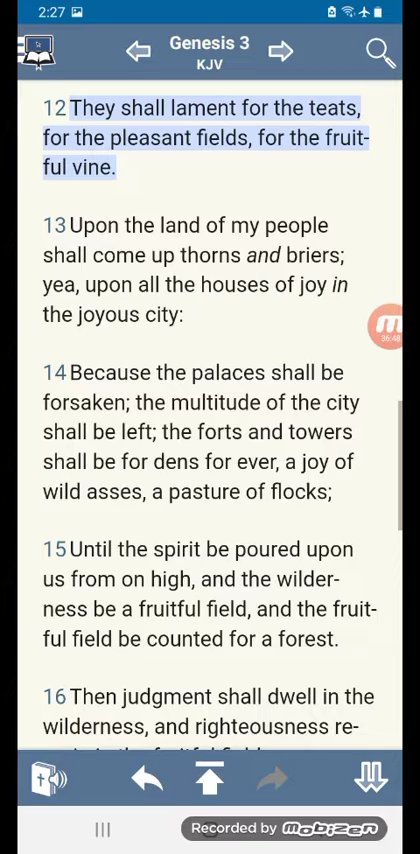 2:27
Genesis 3
KJV
12 They shall lament for the teats,
for the pleasant fields, for the fruit-
ful vine.
13 Upon the land of my people
shall come up thorns and briers;
yea, upon all the houses of joy in
the joyous city:
36:48
14 Because the palaces shall be
forsaken; the multitude of the city
shall be left; the forts and towers
shall be for dens for ever, a joy of
wild asses, a pasture of flocks;
15 Until the spirit be poured upon
us from on high, and the wilder-
ness be a fruitful field, and the fruit-
ful field be counted for a forest.
16 Then judgment shall dwell in the
wilderness, and righteousness re-
Recorded by mobizen